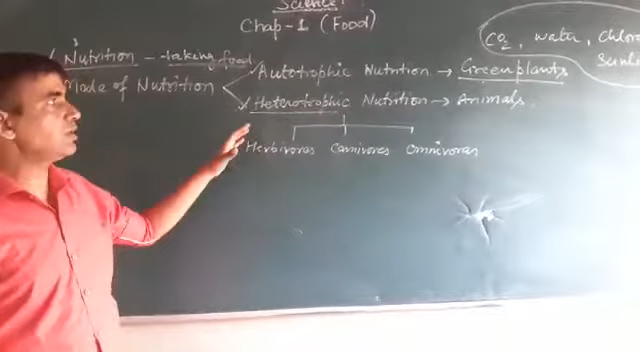 Science
Chap-1 (Food)
CO2, water, Chloro
Sunli
Nutrition - taking food
Mode of Nutrition
Autotrophic Nutrition → Green plants
Heterotrophic Nutrition → Animals.
Herbivores Carnivores Omnivores